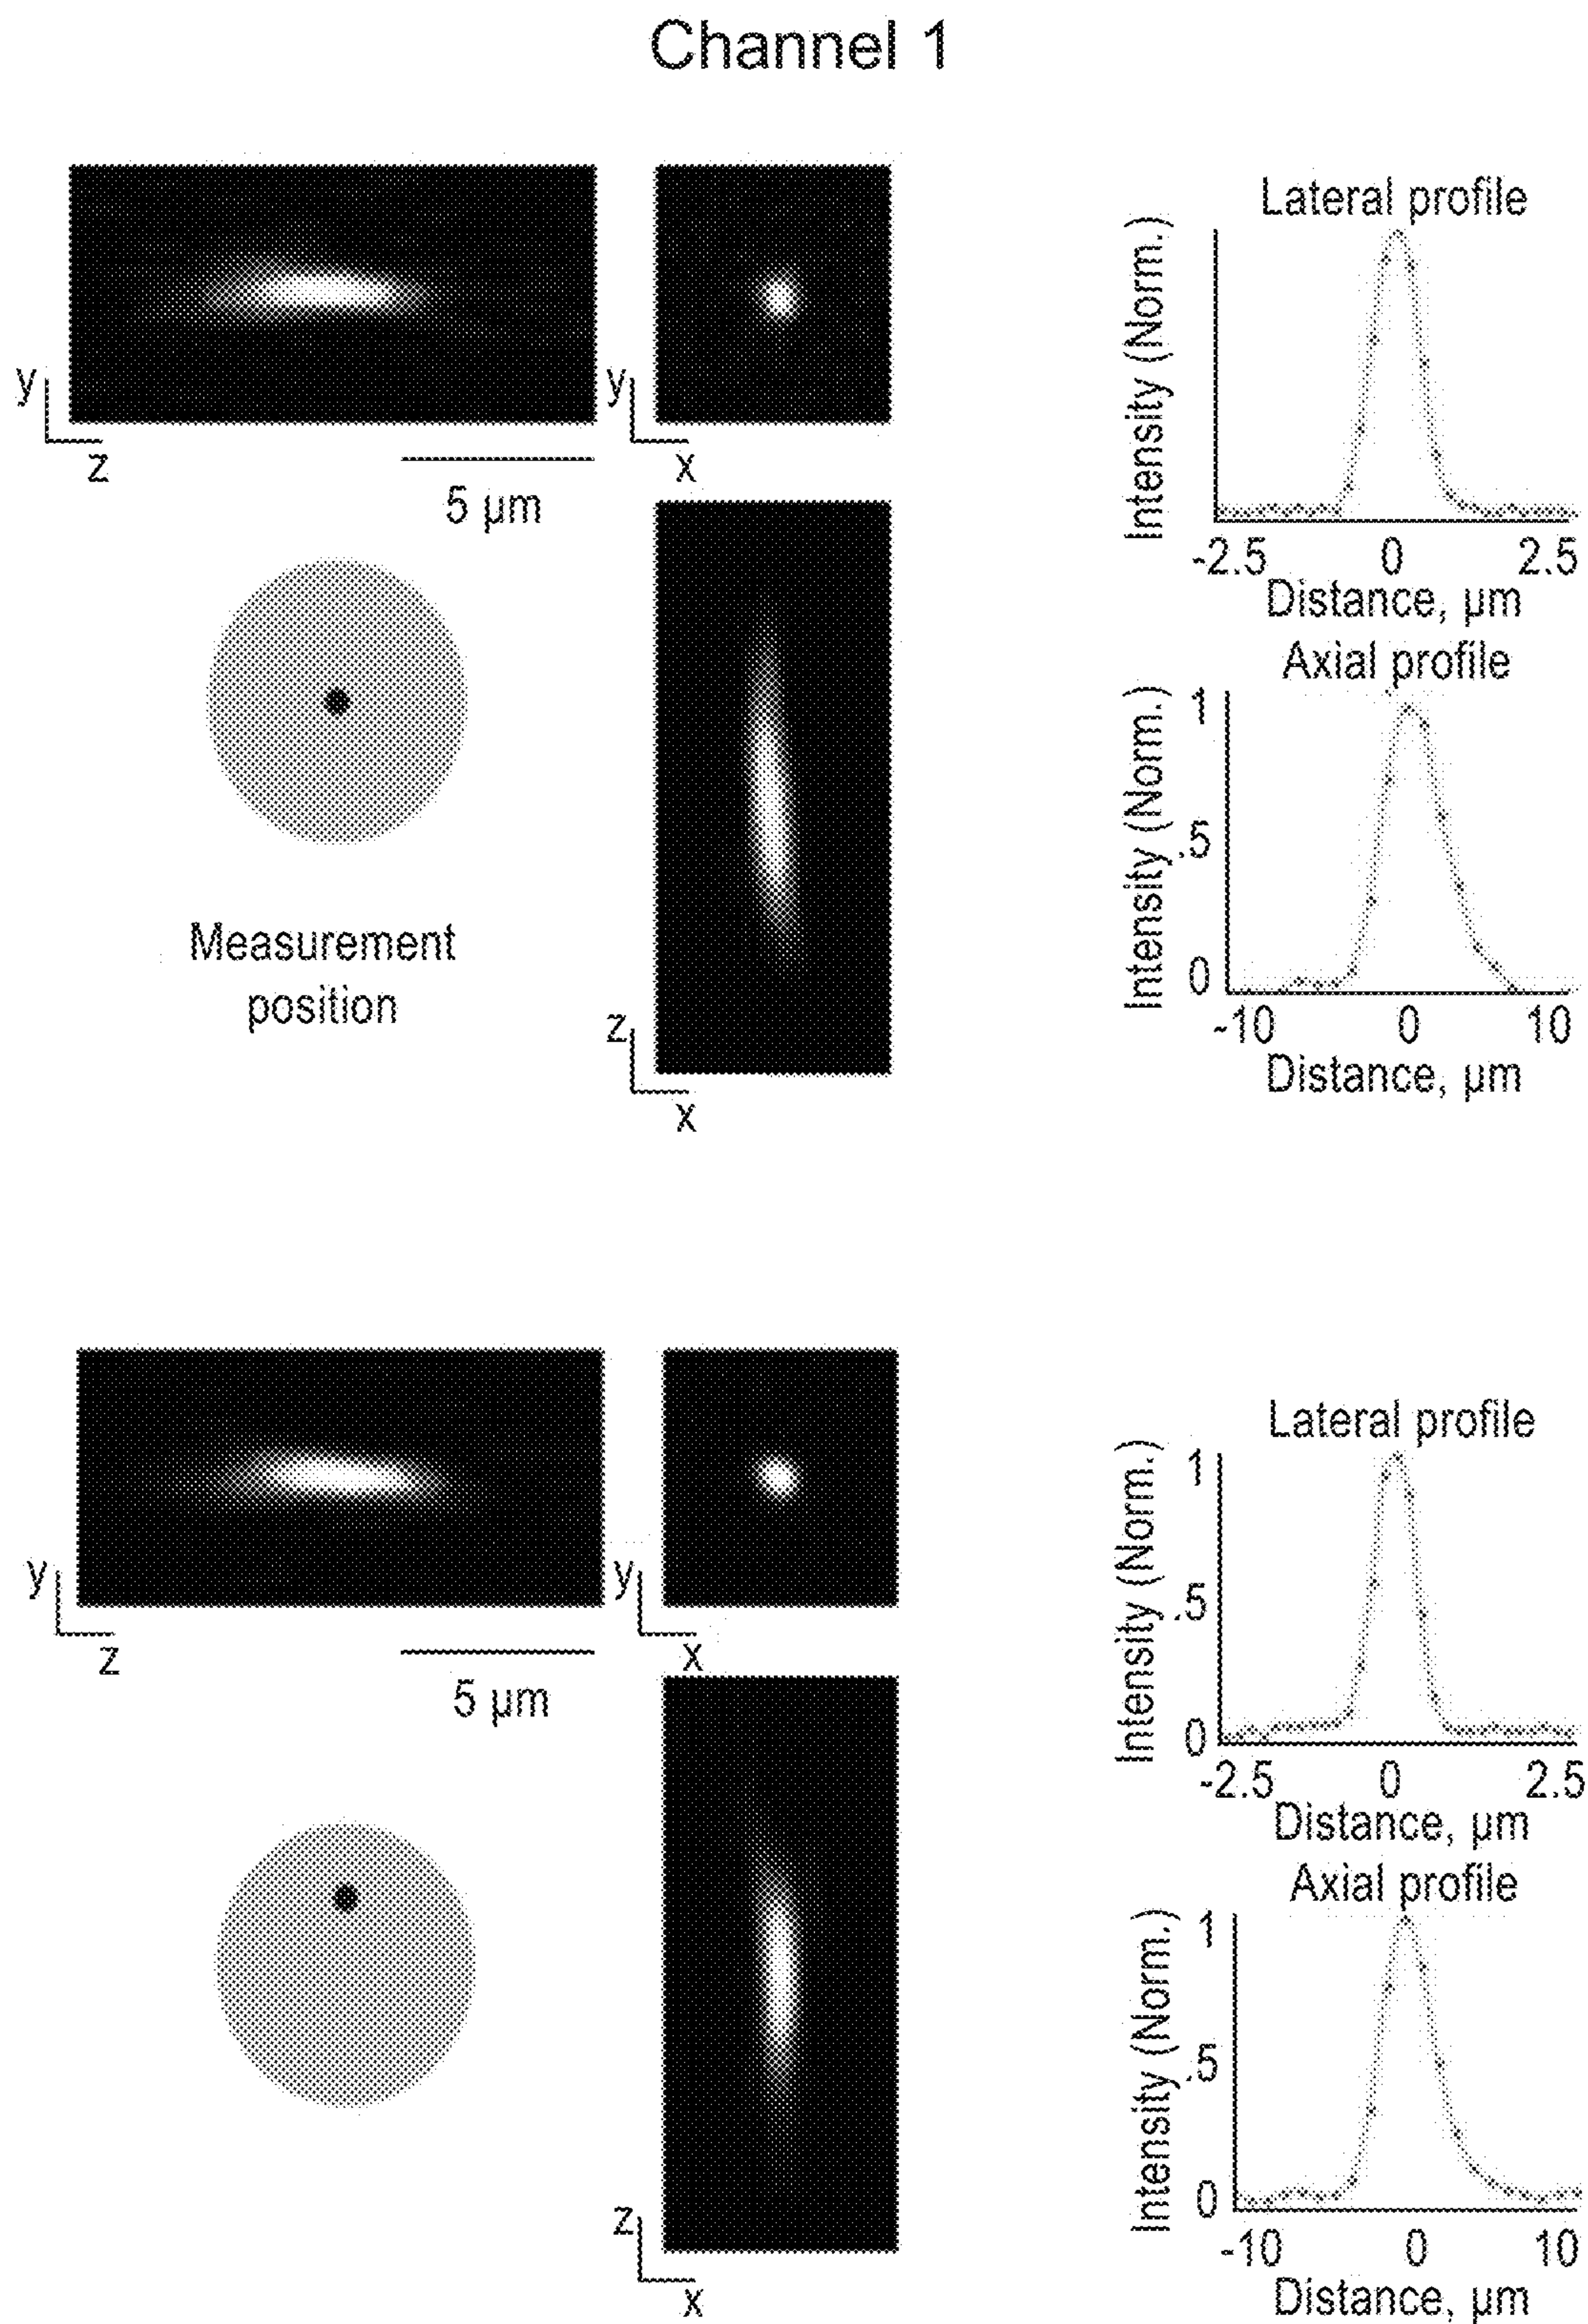 Channel 1
y
z
5 µm
y
x
Measurement
position
z
x
Lateral profile
Intensity (Norm.)
-2.5 0 2.5
Distance, µm
Axial profile
Intensity (Norm.)
1
.5
0
-10 0 10
Distance, µm
y
z
5 µm
y
x
z
x
Lateral profile
Intensity (Norm.)
1
.5
0
-2.5 0 2.5
Distance, µm
Axial profile
Intensity (Norm.)
1
.5
0
-10 0 10
Distance, µm